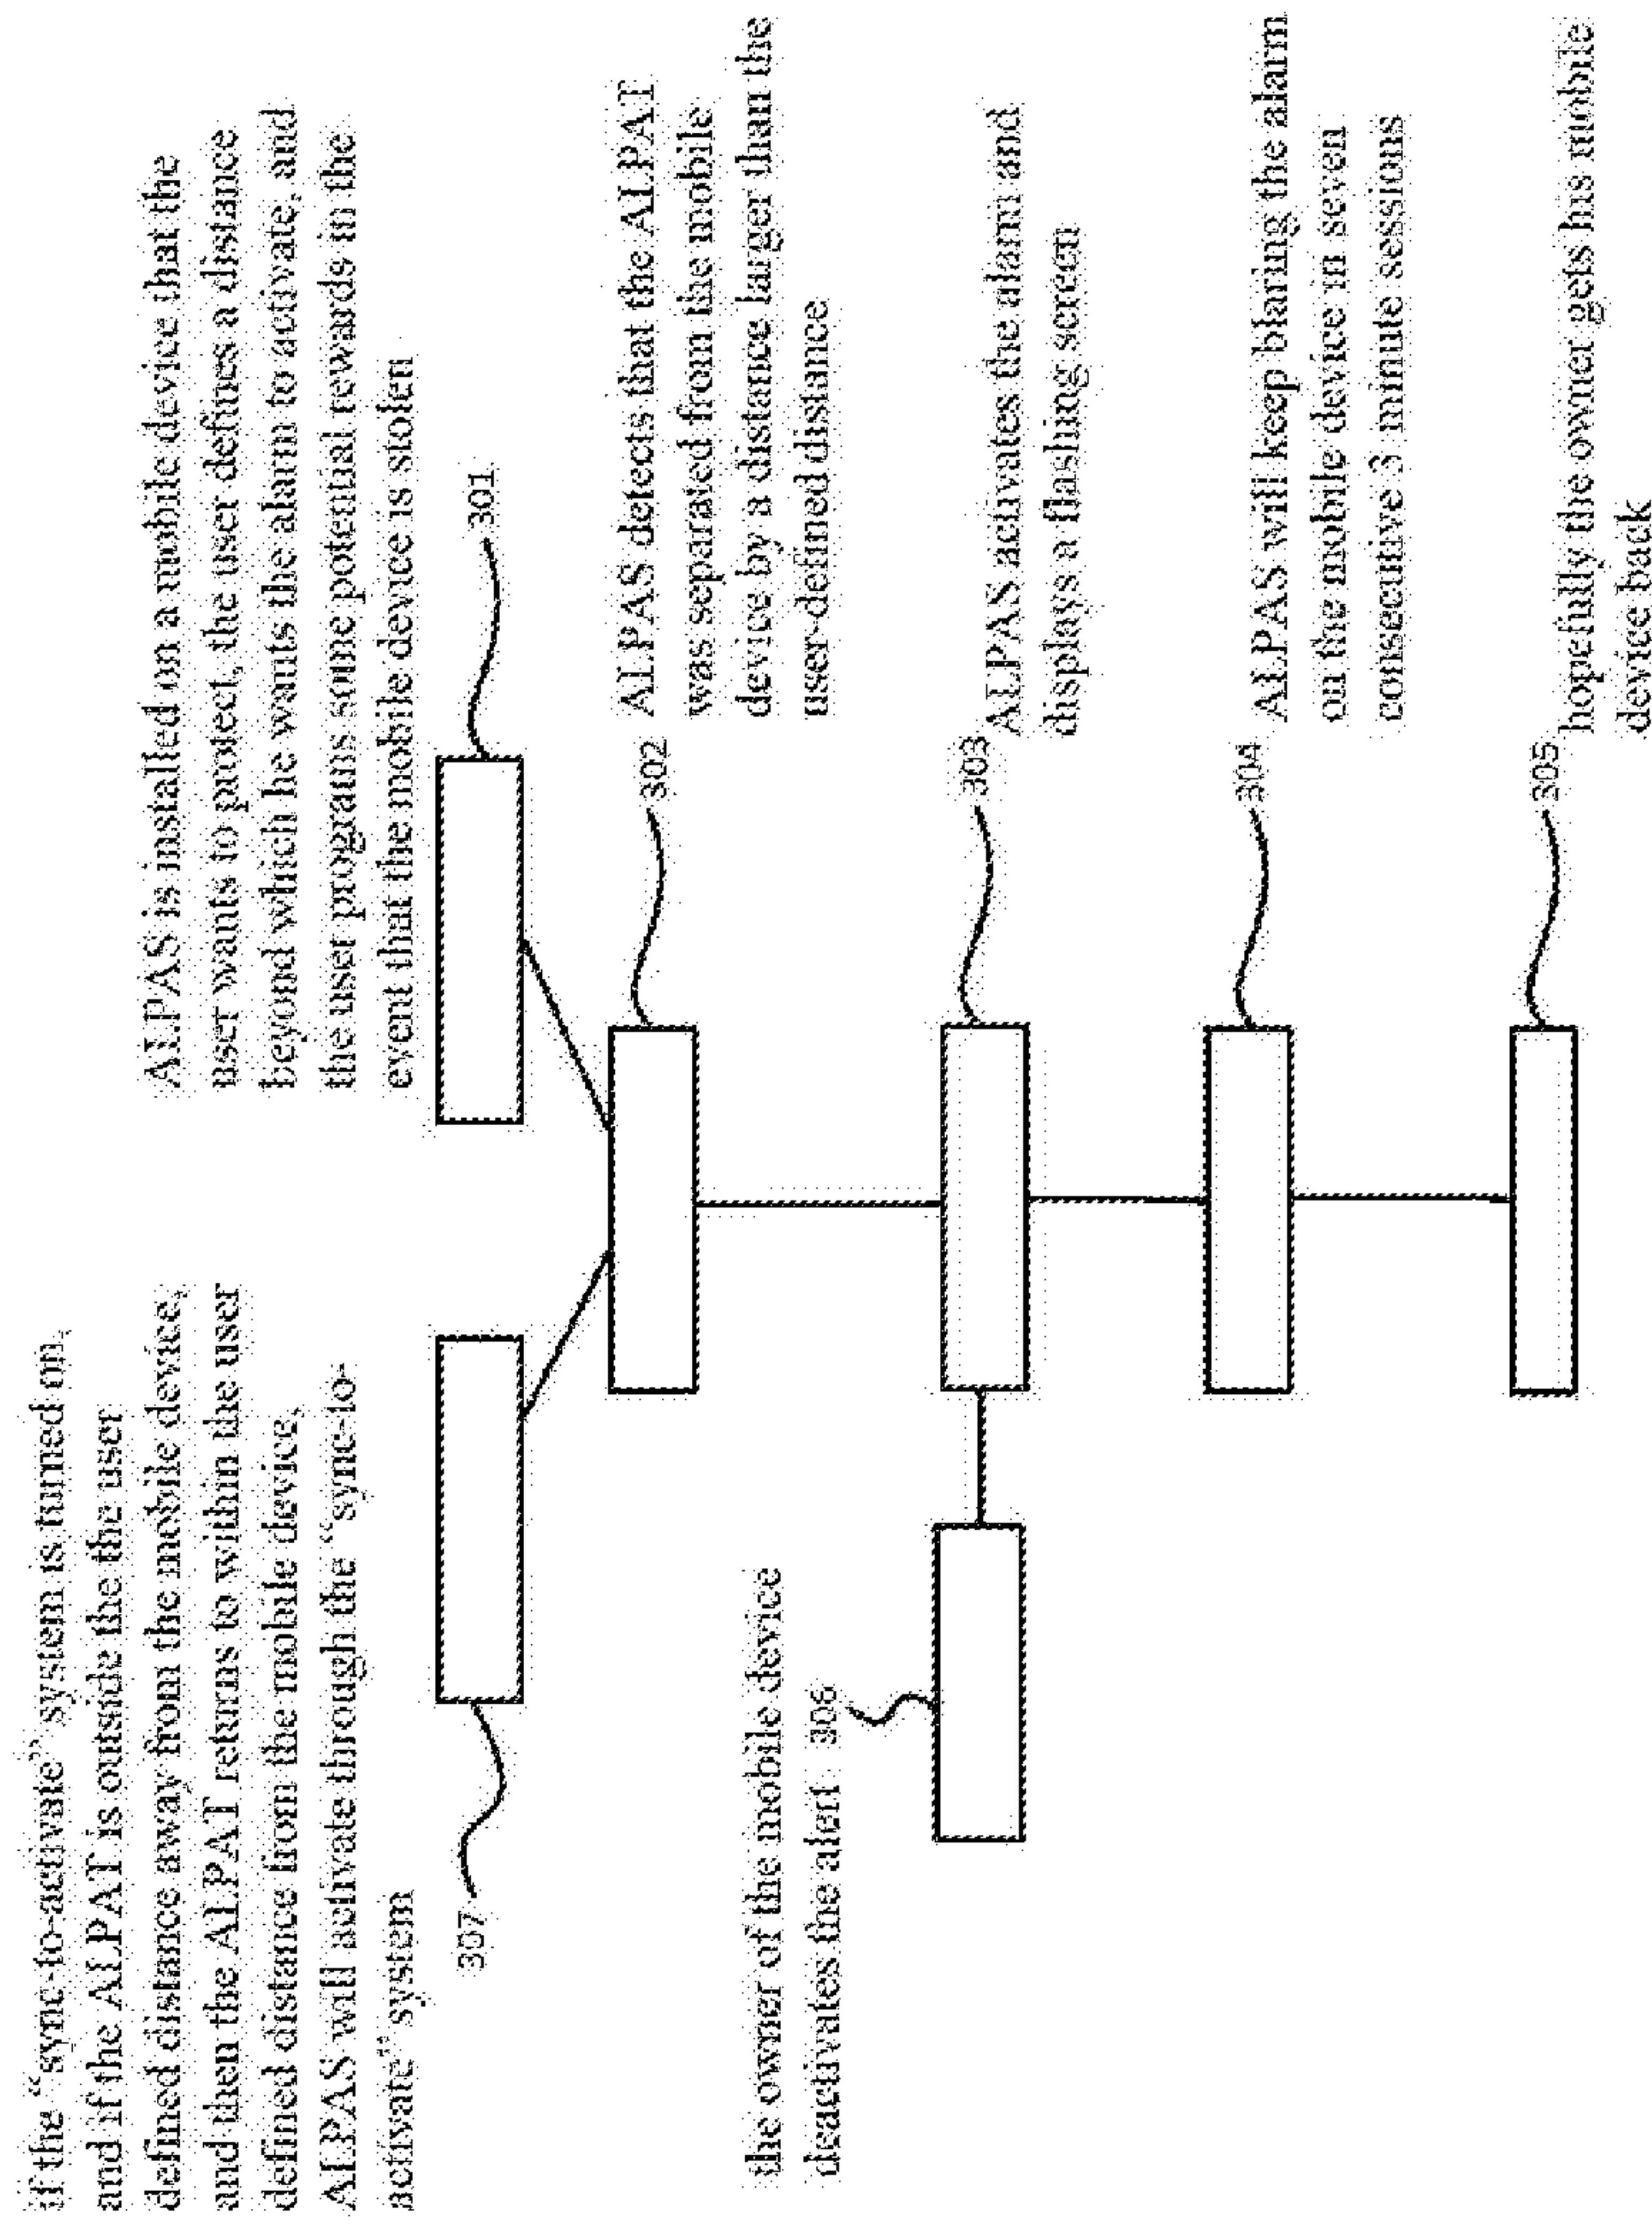 if the “sync-to-activate” system is turned on,
and if the ALPAT is outside the user
defined distance away from the mobile device,
and then the ALPAT returns to within the user
defined distance from the mobile device,
ALPAS will activate through the “sync-to-
activate” system
307
ALPAS is installed on a mobile device that the
user wants to protect, the user defines a distance
beyond which he wants the alarm to activate, and
the user programs some potential rewards in the
event that the mobile device is stolen
301
ALPAS detects that the ALPAT
was separated from the mobile
device by a distance larger than the
user-defined distance
302
the owner of the mobile device
deactivates the alert
306
ALPAS activates the alarm and
displays a flashing screen
303
ALPAS will keep blaring the alarm
on the mobile device in seven
consecutive 3 minute sessions
304
hopefully the owner gets his mobile
device back
305